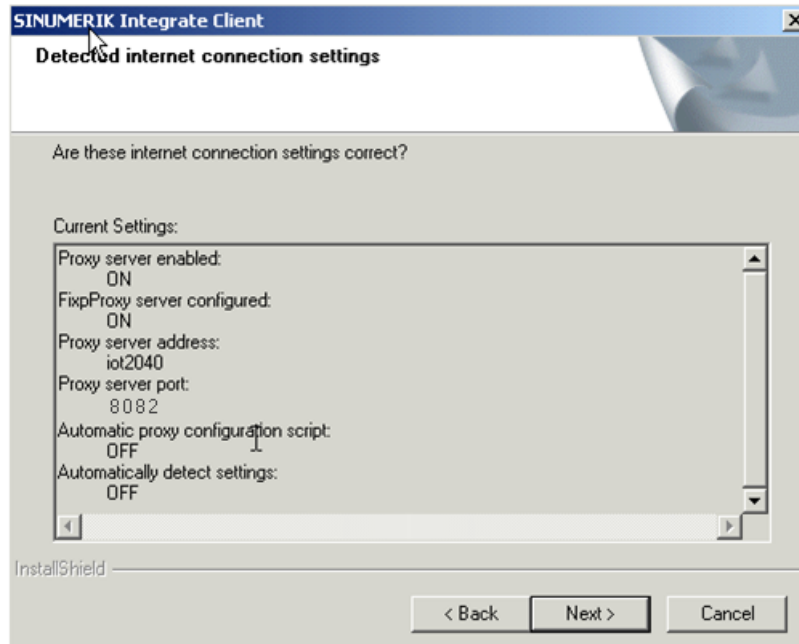 SINUMERIK Integrate Client
Detected internet connection settings
Are these internet connection settings correct?
Current Settings:
Proxy server enabled:
ON
FixpProxy server configured:
ON
Proxy server address:
iot2040
Proxy server port:
8082
Automatic proxy configuration script:
OFF
Automatically detect settings:
OFF
InstallShield
< Back
Next >
Cancel